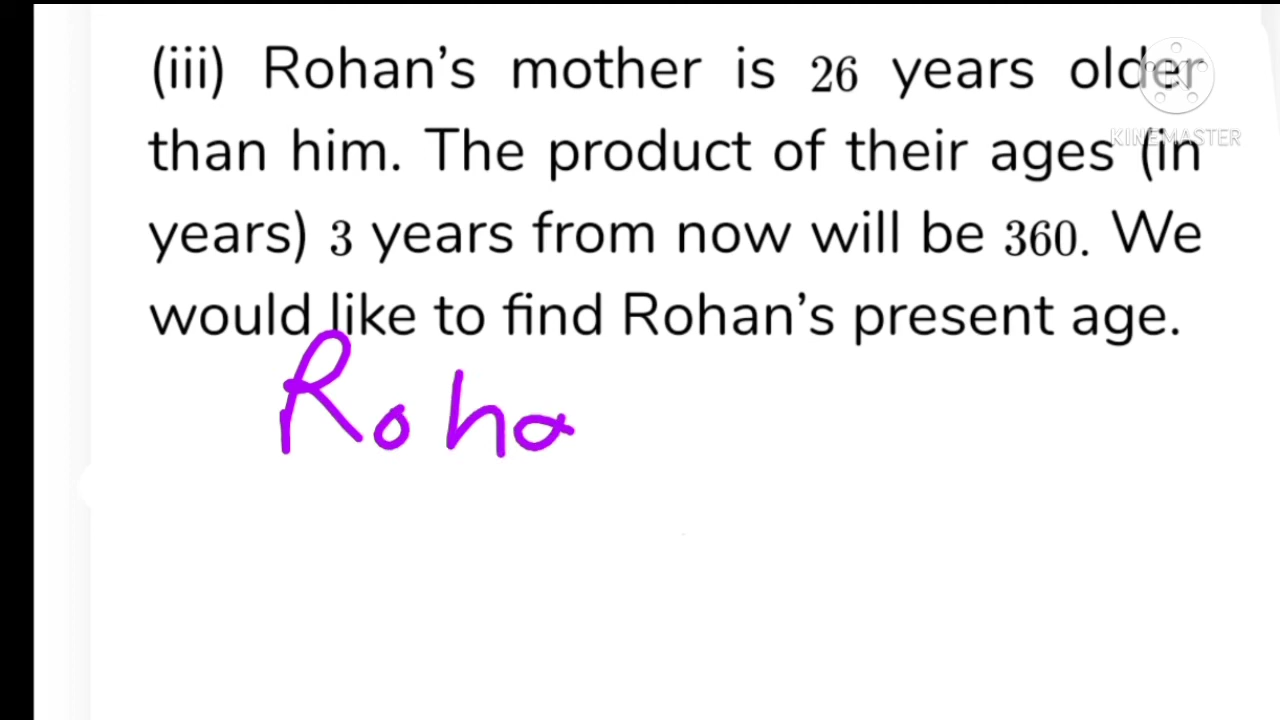 (iii) Rohan’s mother is 26 years older
than him. The product of their ages (in
years) 3 years from now will be 360. We
would like to find Rohan’s present age.
Roha
KINEMASTER